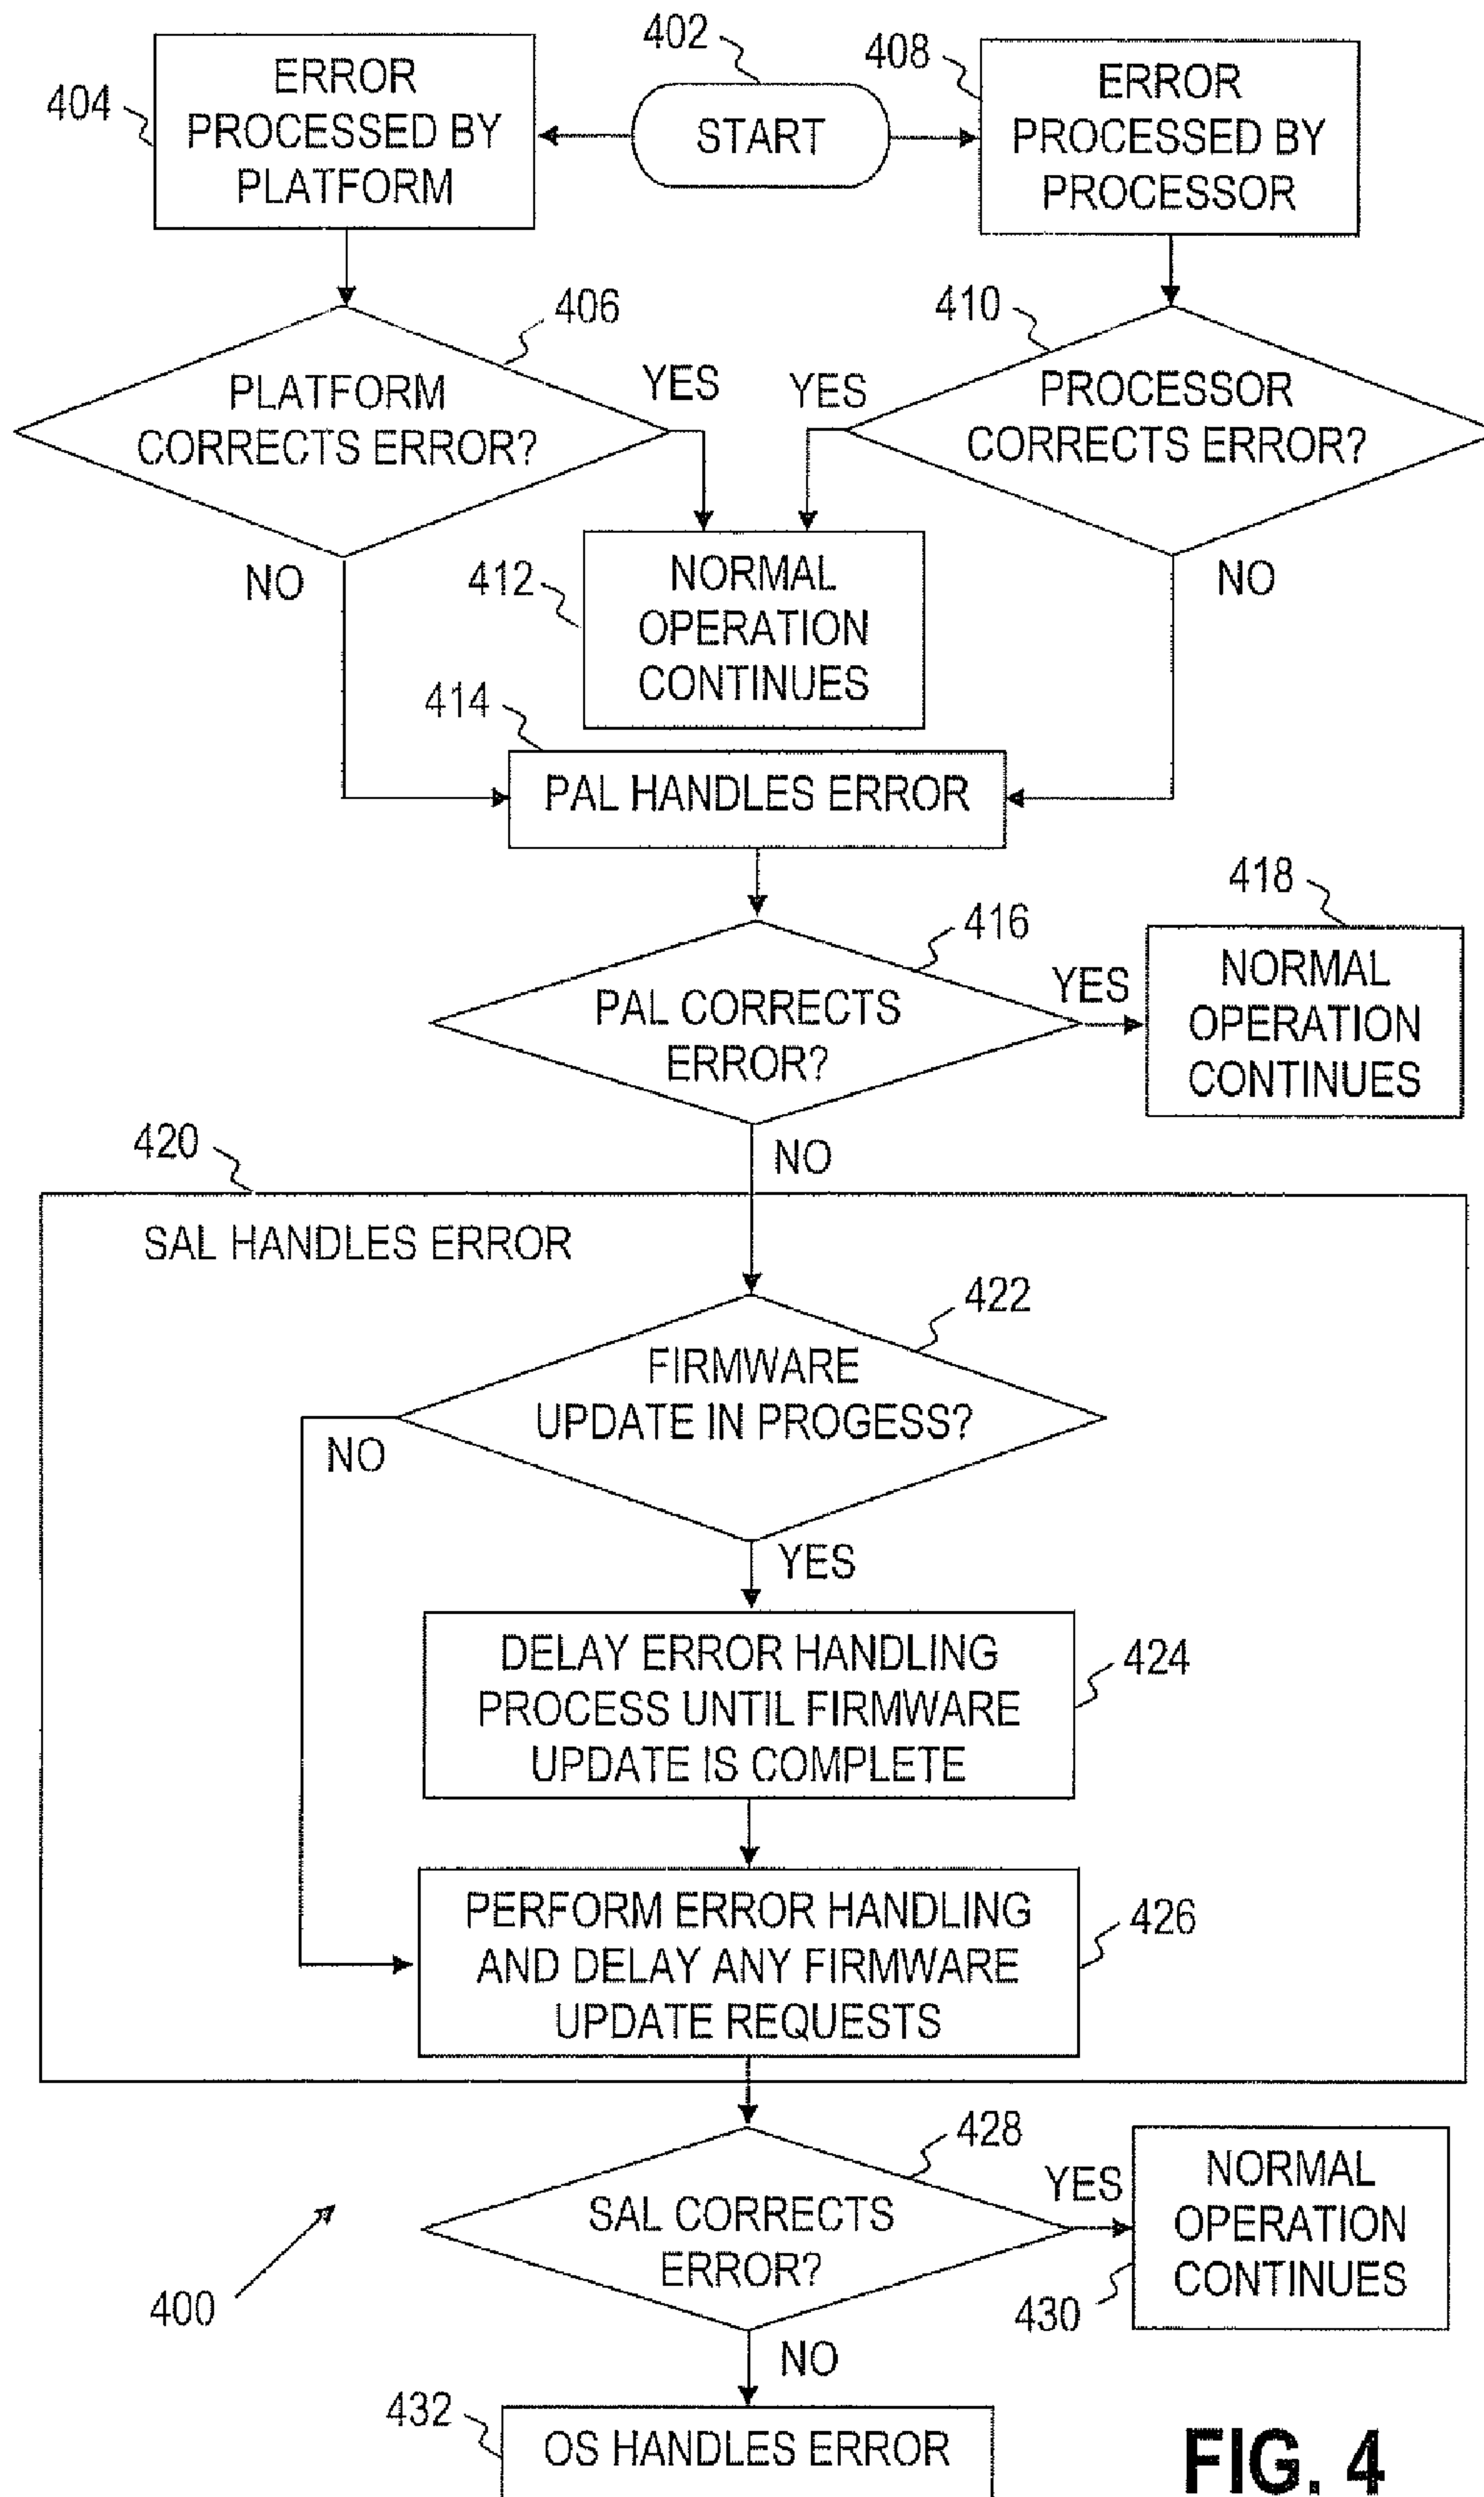 402
408
404
ERROR
PROCESSED BY
PLATFORM
START
ERROR
PROCESSED BY
PROCESSOR
406
410
PLATFORM
CORRECTS ERROR?
YES
YES
PROCESSOR
CORRECTS ERROR?
NO
412
NORMAL
OPERATION
CONTINUES
NO
414
PAL HANDLES ERROR
418
416
PAL CORRECTS
ERROR?
YES
NORMAL
OPERATION
CONTINUES
NO
420
SAL HANDLES ERROR
422
FIRMWARE
UPDATE IN PROGESS?
NO
YES
DELAY ERROR HANDLING
PROCESS UNTIL FIRMWARE
UPDATE IS COMPLETE
424
PERFORM ERROR HANDLING
AND DELAY ANY FIRMWARE
UPDATE REQUESTS
426
428
SAL CORRECTS
ERROR?
YES
NORMAL
OPERATION
CONTINUES
430
400
NO
432
OS HANDLES ERROR
FIG. 4